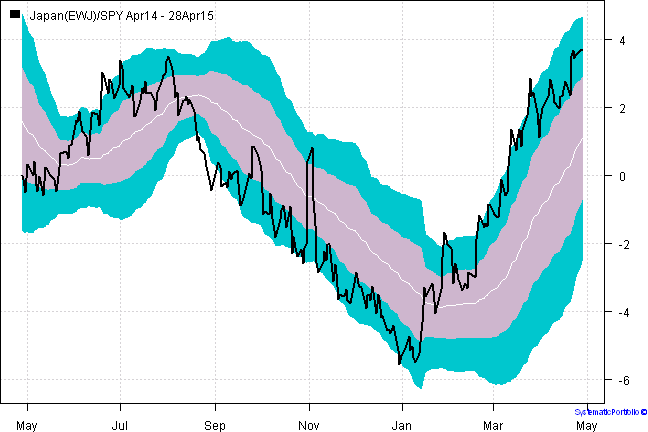 Japan(EWJ)/SPY Apr14 - 28Apr15
4
2
0
-2
-4
-6
May Jul Sep Nov Jan Mar May
SystematicPortfolio ©